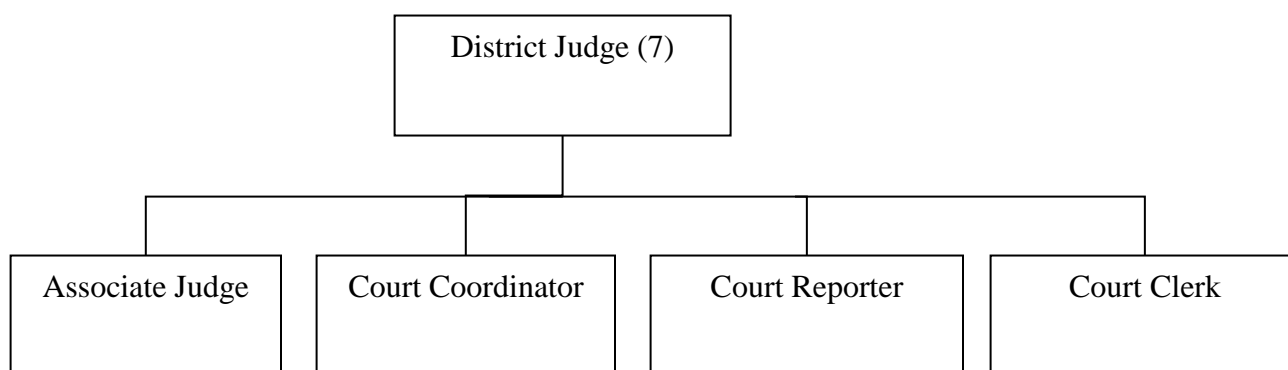 District Judge (7)
Associate Judge
Court Coordinator
Court Reporter
Court Clerk